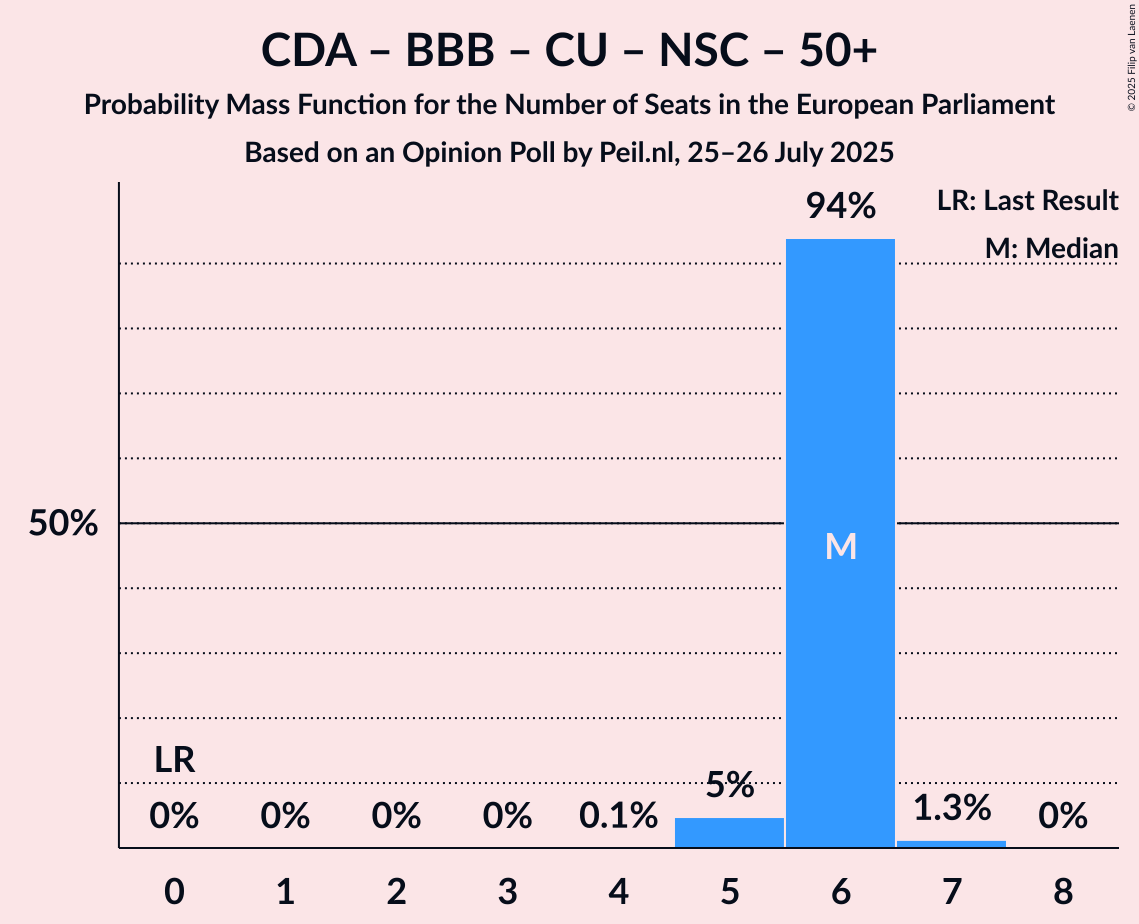 CDA – BBB – CU – NSC – 50+
Probability Mass Function for the Number of Seats in the European Parliament
Based on an Opinion Poll by Peil.nl, 25–26 July 2025
© 2025 Filip van Laenen
LR: Last Result
M: Median
94%
50%
M
LR
0% 0% 0% 0% 0.1% 5% 1.3% 0%
0 1 2 3 4 5 6 7 8